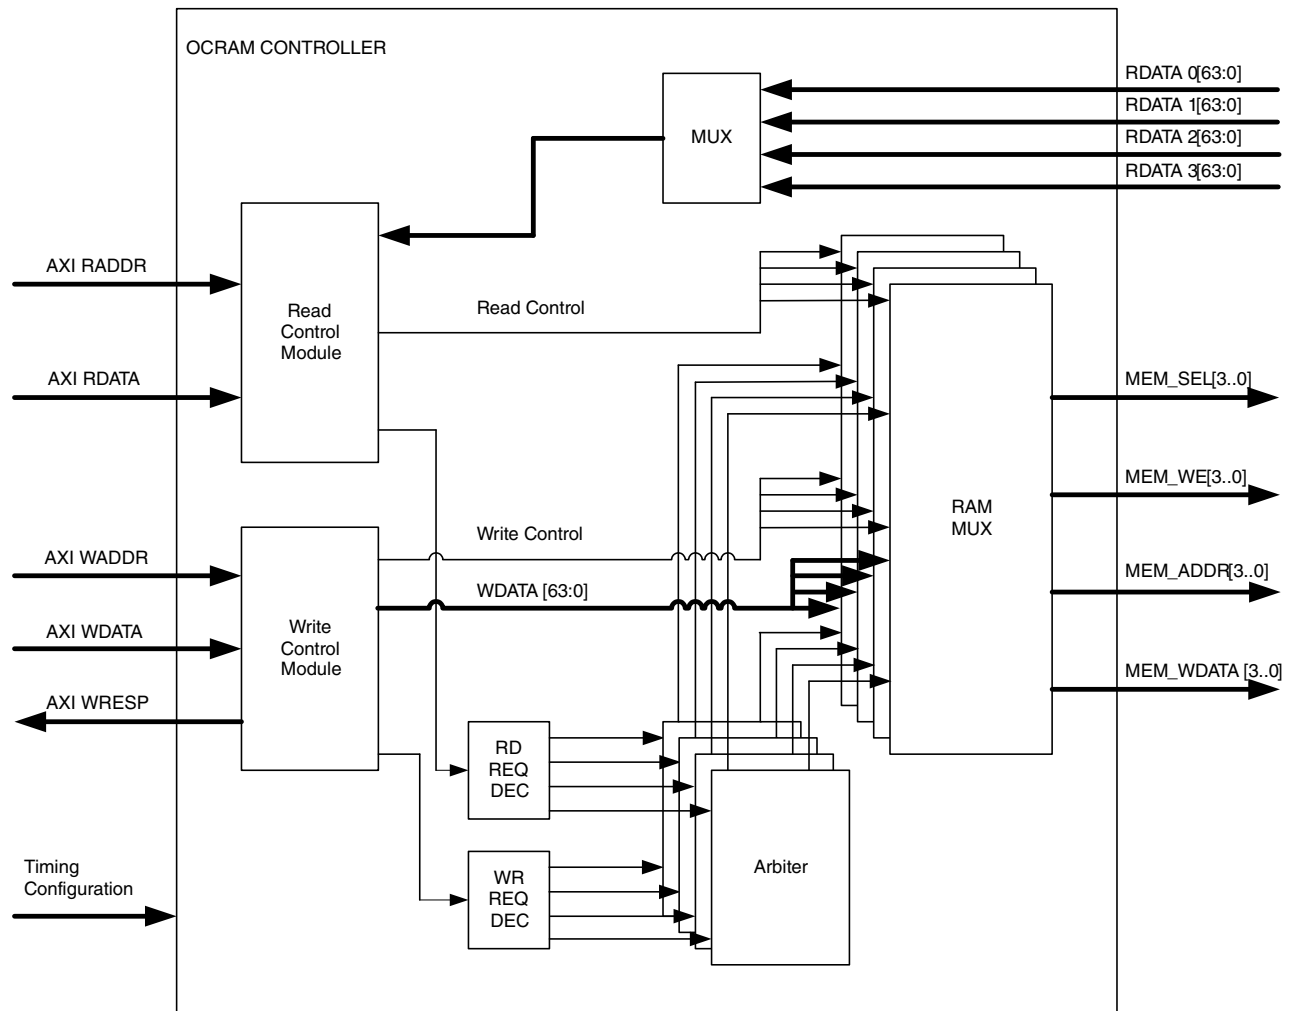 OCRAM CONTROLLER
RDATA 0[63:0]
RDATA 1[63:0]
RDATA 2[63:0]
RDATA 3[63:0]
MUX
AXI RADDR
AXI RDATA
Read
Control
Module
Read Control
MEM_SEL[3..0]
MEM_WE[3..0]
MEM_ADDR[3..0]
MEM_WDATA [3..0]
RAM
MUX
Write Control
WDATA [63:0]
AXI WADDR
AXI WDATA
AXI WRESP
Write
Control
Module
RD
REQ
DEC
WR
REQ
DEC
Arbiter
Timing
Configuration